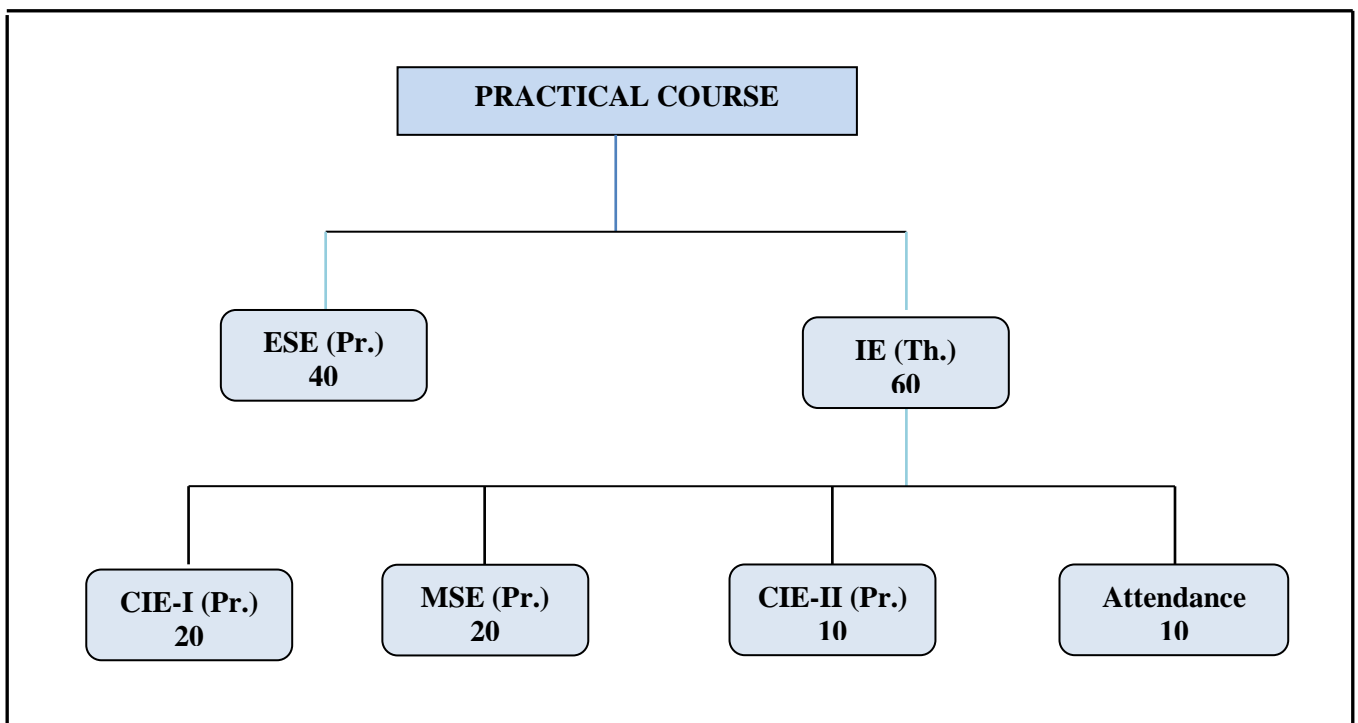 PRACTICAL COURSE
ESE (Pr.)
40
IE (Th.)
60
CIE-I (Pr.)
20
MSE (Pr.)
20
CIE-II (Pr.)
10
Attendance
10